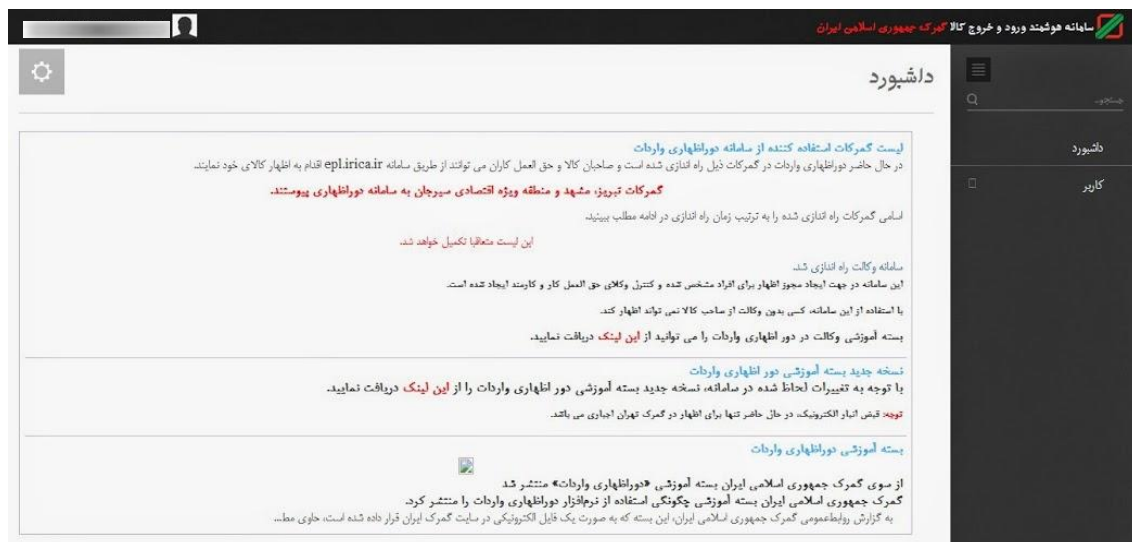 سامانه هوشمند ورود و خروج کالا گمرک جمهوری اسلامی ایران
جستجو...
داشبورد
کاربر
داشبورد
لیست گمرکات استفاده کننده از سامانه دوراظهاری واردات
در حال حاضر دوراظهاری واردات در گمرکات ذیل راه اندازی شده است و صاحبان کالا و حق العمل کاران می توانند از طریق سامانه epl.irica.ir اقدام به اظهار کالای خود نمایند.
گمرکات تبریز، مشهد و منطقه ویژه اقتصادی سیرجان به سامانه دوراظهاری پیوستند.
اسامی گمرکات راه اندازی شده را به ترتیب زمان راه اندازی در ادامه مطلب ببینید.
این لیست متعاقبا تکمیل خواهد شد.
سامانه وکالت راه اندازی شد.
این سامانه در جهت ایجاد مجوز اظهار برای افراد مشخص شده و کنترل وکلای حق العمل کار و کارمند ایجاد شده است.
با استفاده از این سامانه، کسی بدون وکالت از صاحب کالا نمی تواند اظهار کند.
بسته آموزشی وکالت در دور اظهاری واردات را می توانید از این لینک دریافت نمایید.
نسخه جدید بسته آموزشی دور اظهاری واردات
با توجه به تغییرات لحاظ شده در سامانه، نسخه جدید بسته آموزشی دور اظهاری واردات را از این لینک دریافت نمایید.
توجه: قبض انبار الکترونیک، در حال حاضر تنها برای اظهار در گمرک تهران اجباری می باشد.
بسته آموزشی دوراظهاری واردات
از سوی گمرک جمهوری اسلامی ایران بسته آموزشی «دوراظهاری واردات» منتشر شد
گمرک جمهوری اسلامی ایران بسته آموزشی چگونگی استفاده از نرم‌افزار دوراظهاری واردات را منتشر کرد.
به گزارش روابط‌عمومی گمرک جمهوری اسلامی ایران، این بسته که به صورت یک فایل الکترونیکی در سایت گمرک ایران قرار داده شده است، حاوی مطـ...